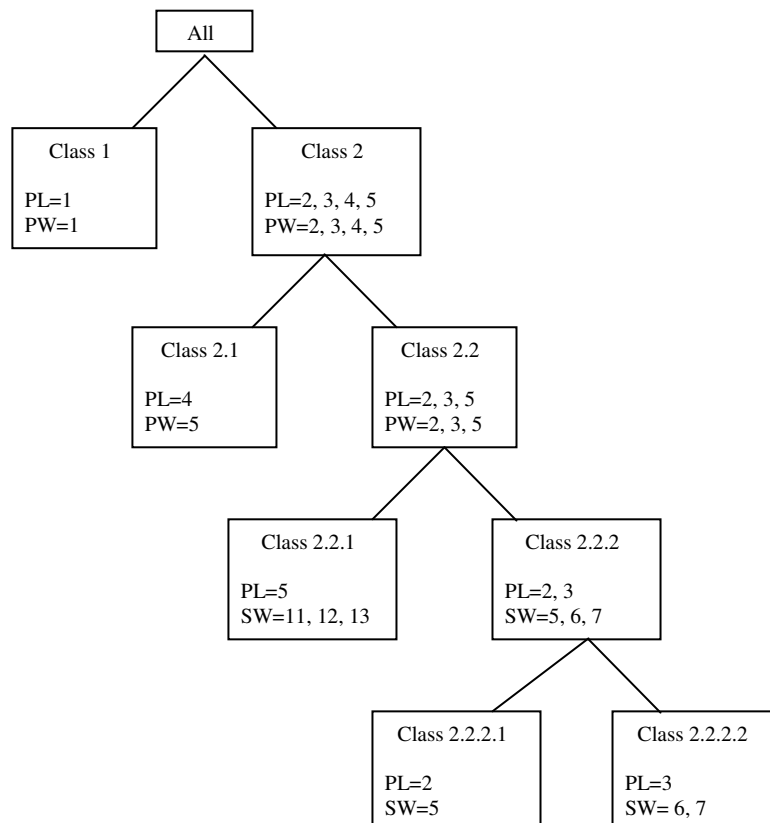 All
Class 1
PL=1
PW=1
Class 2
PL=2, 3, 4, 5
PW=2, 3, 4, 5
Class 2.1
PL=4
PW=5
Class 2.2
PL=2, 3, 5
PW=2, 3, 5
Class 2.2.1
PL=5
SW=11, 12, 13
Class 2.2.2
PL=2, 3
SW=5, 6, 7
Class 2.2.2.1
PL=2
SW=5
Class 2.2.2.2
PL=3
SW= 6, 7